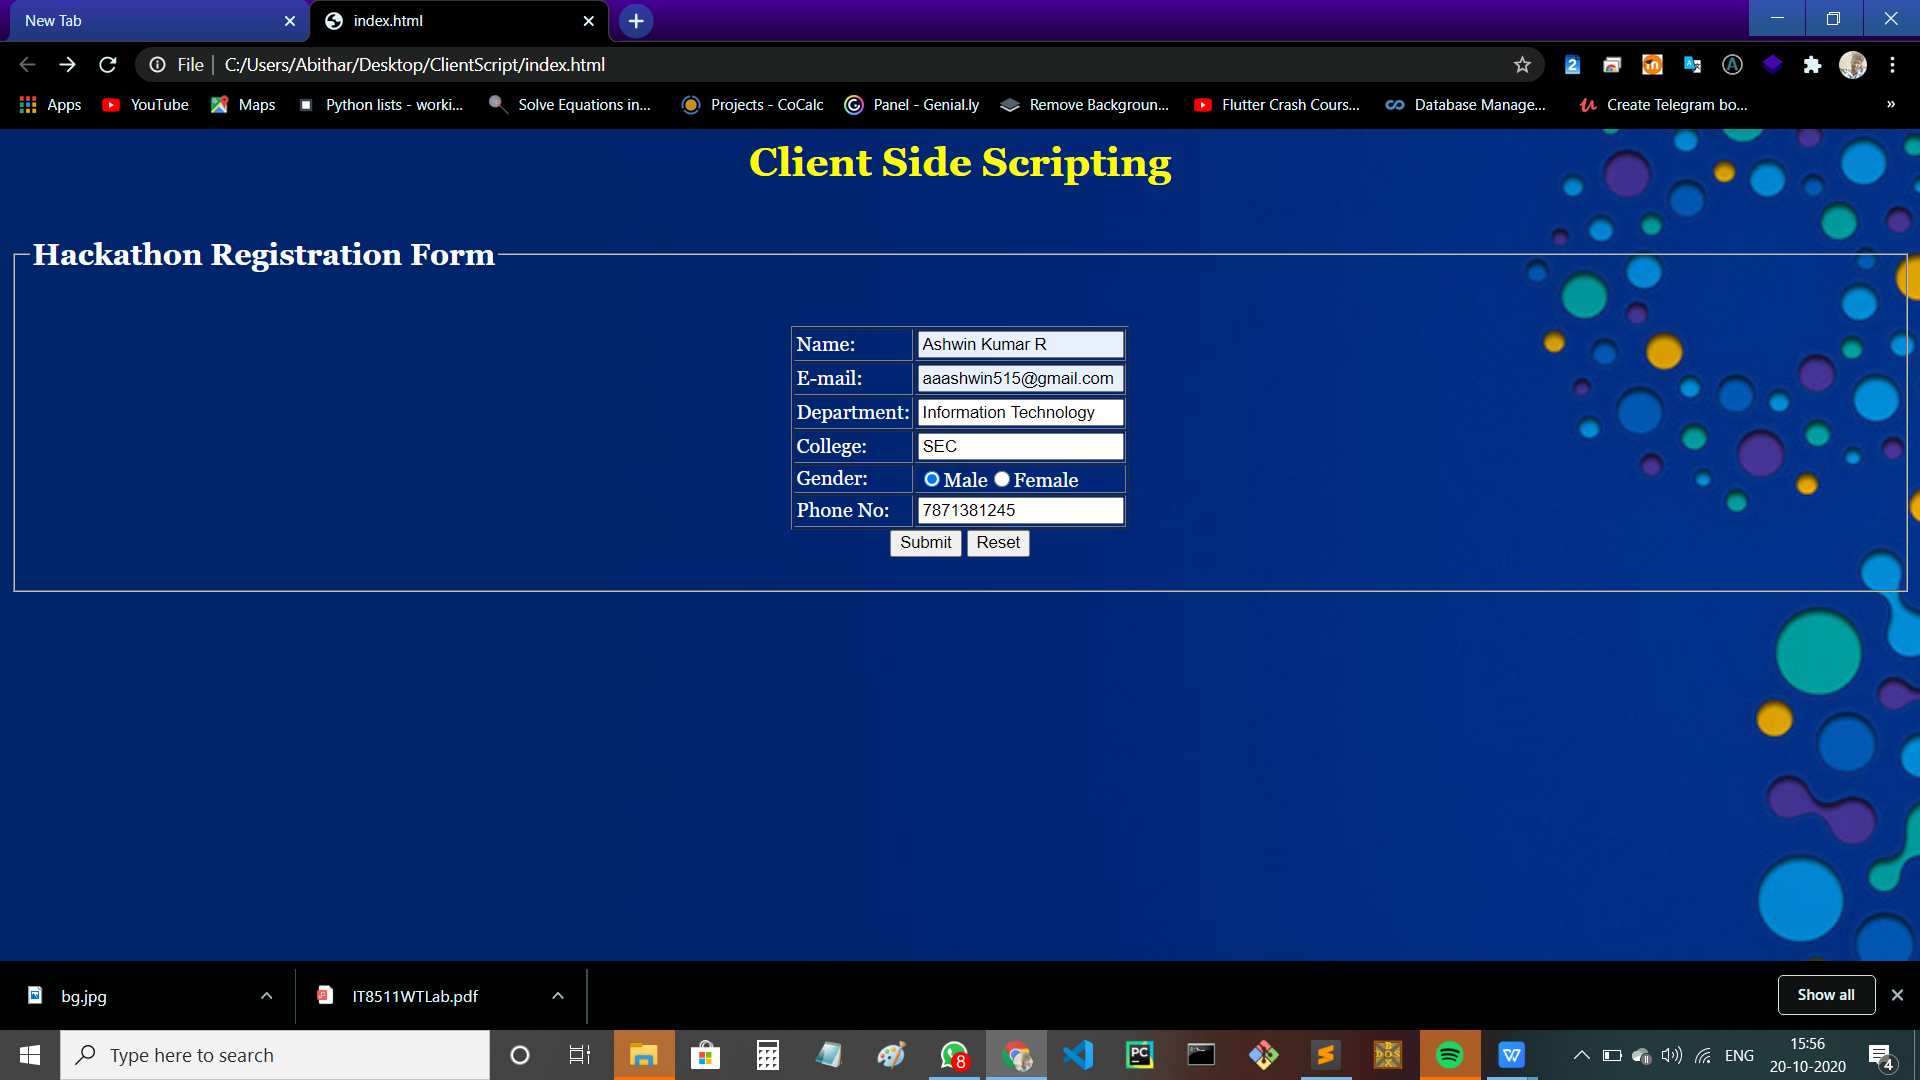 New Tab
index.html
File
C:/Users/Abithar/Desktop/ClientScript/index.html
2
Apps
YouTube
Maps
Python lists - worki...
Solve Equations in...
Projects - CoCalc
Panel - Genial.ly
Remove Backgroun...
Flutter Crash Cours...
Database Manage...
Create Telegram bo...
»
Client Side Scripting
Hackathon Registration Form
Name: Ashwin Kumar R
E-mail: aaashwin515@gmail.com
Department: Information Technology
College: SEC
Gender: Male Female
Phone No: 7871381245
Submit Reset
bg.jpg
IT8511WTLab.pdf
Show all
Type here to search
8
PC
ENG
15:56
20-10-2020
4